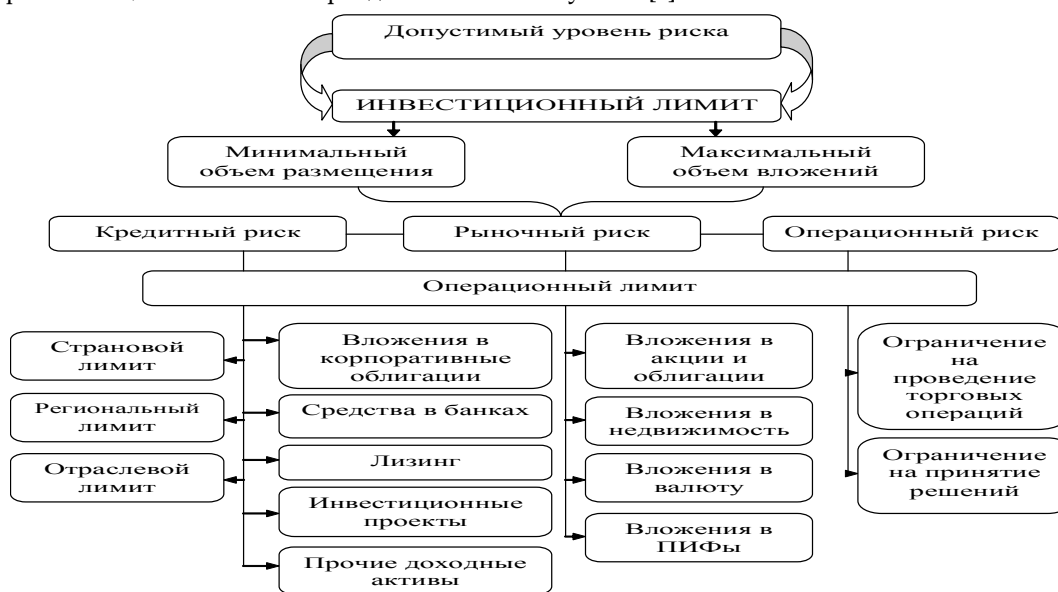 Допустимый уровень риска
ИНВЕСТИЦИОННЫЙ ЛИМИТ
Минимальный
объем размещения
Максимальный
объем вложений
Кредитный риск
Рыночный риск
Операционный риск
Операционный лимит
Страновой
лимит
Региональный
лимит
Отраслевой
лимит
Вложения в
корпоративные
облигации
Средства в банках
Лизинг
Инвестиционные
проекты
Прочие доходные
активы
Вложения в
акции и
облигации
Вложения в
недвижимость
Вложения в
валюту
Вложения в
ПИФы
Ограничение
на
проведение
торговых
операций
Ограничение
на принятие
решений